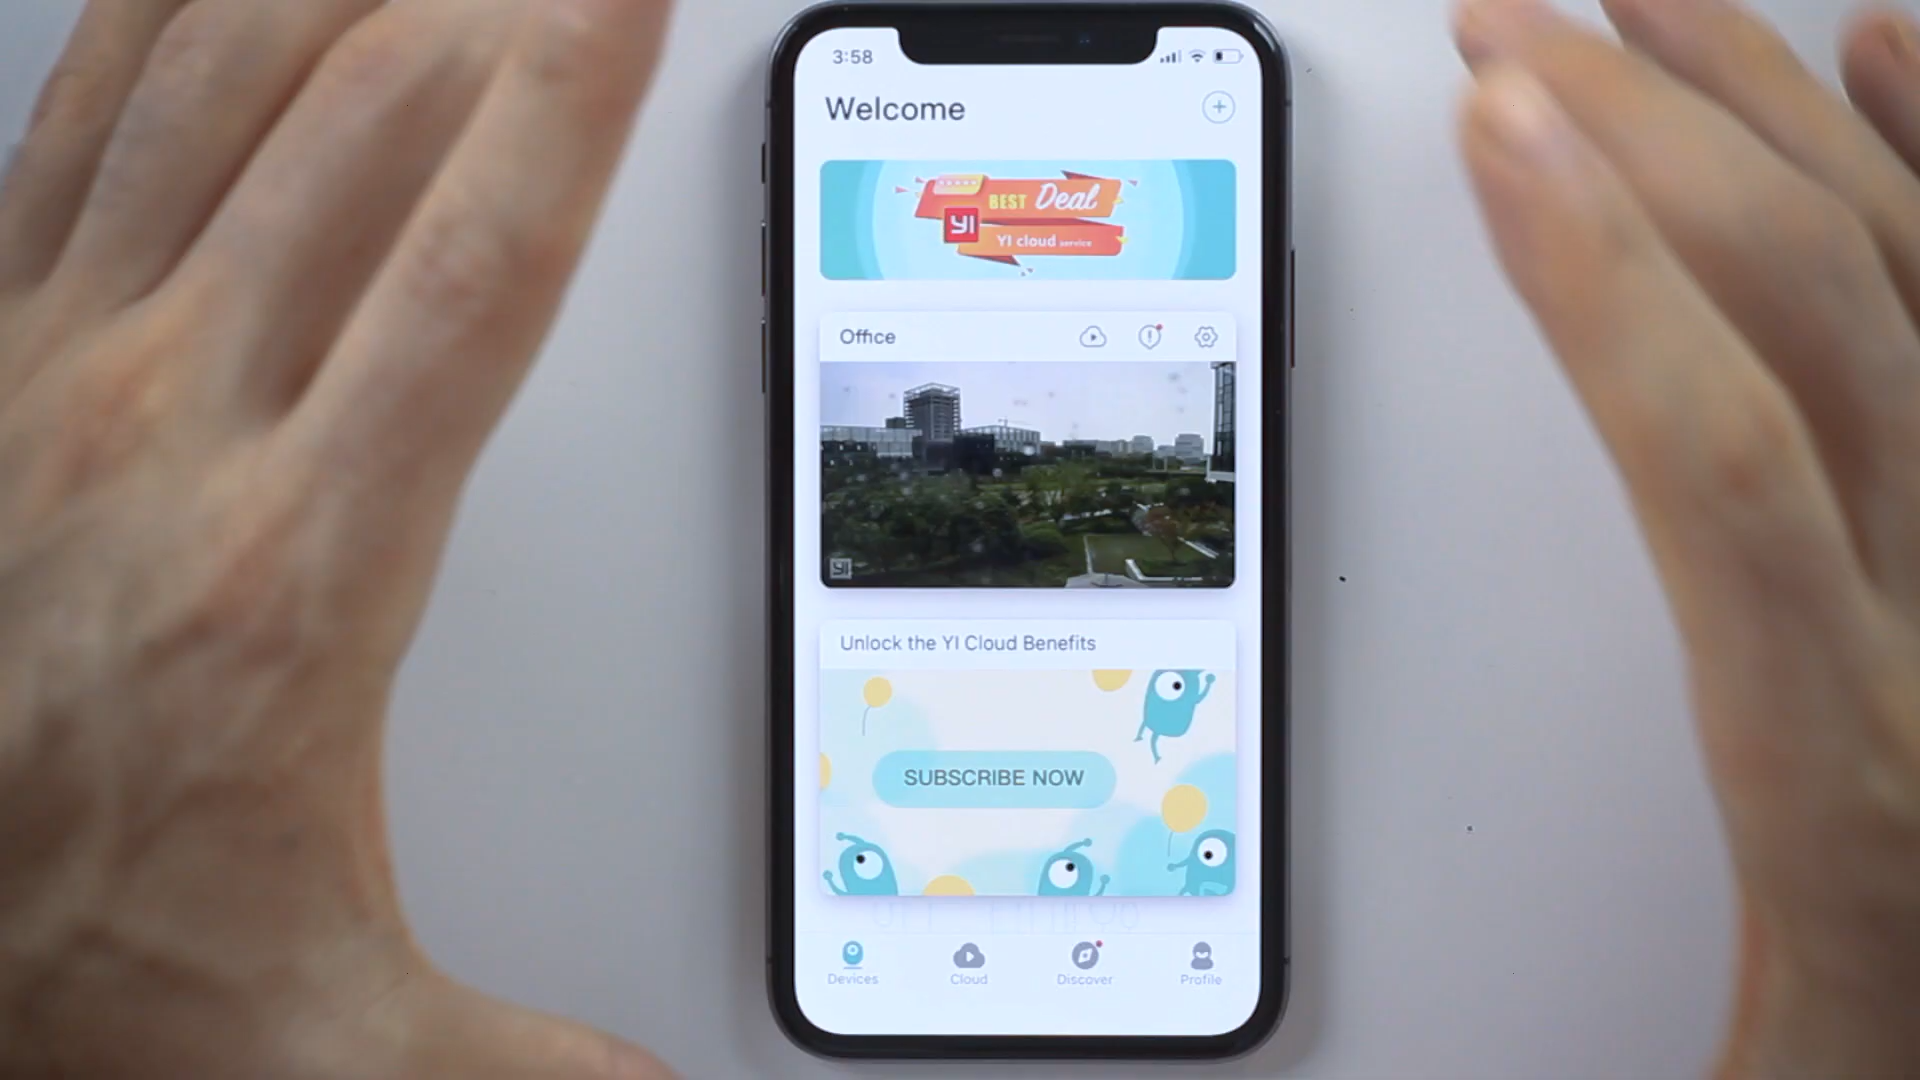 3:58
Welcome
BEST Deal
YI
YI cloud service
Office
YI
Unlock the YI Cloud Benefits
SUBSCRIBE NOW
Devices
Cloud
Discover
Profile